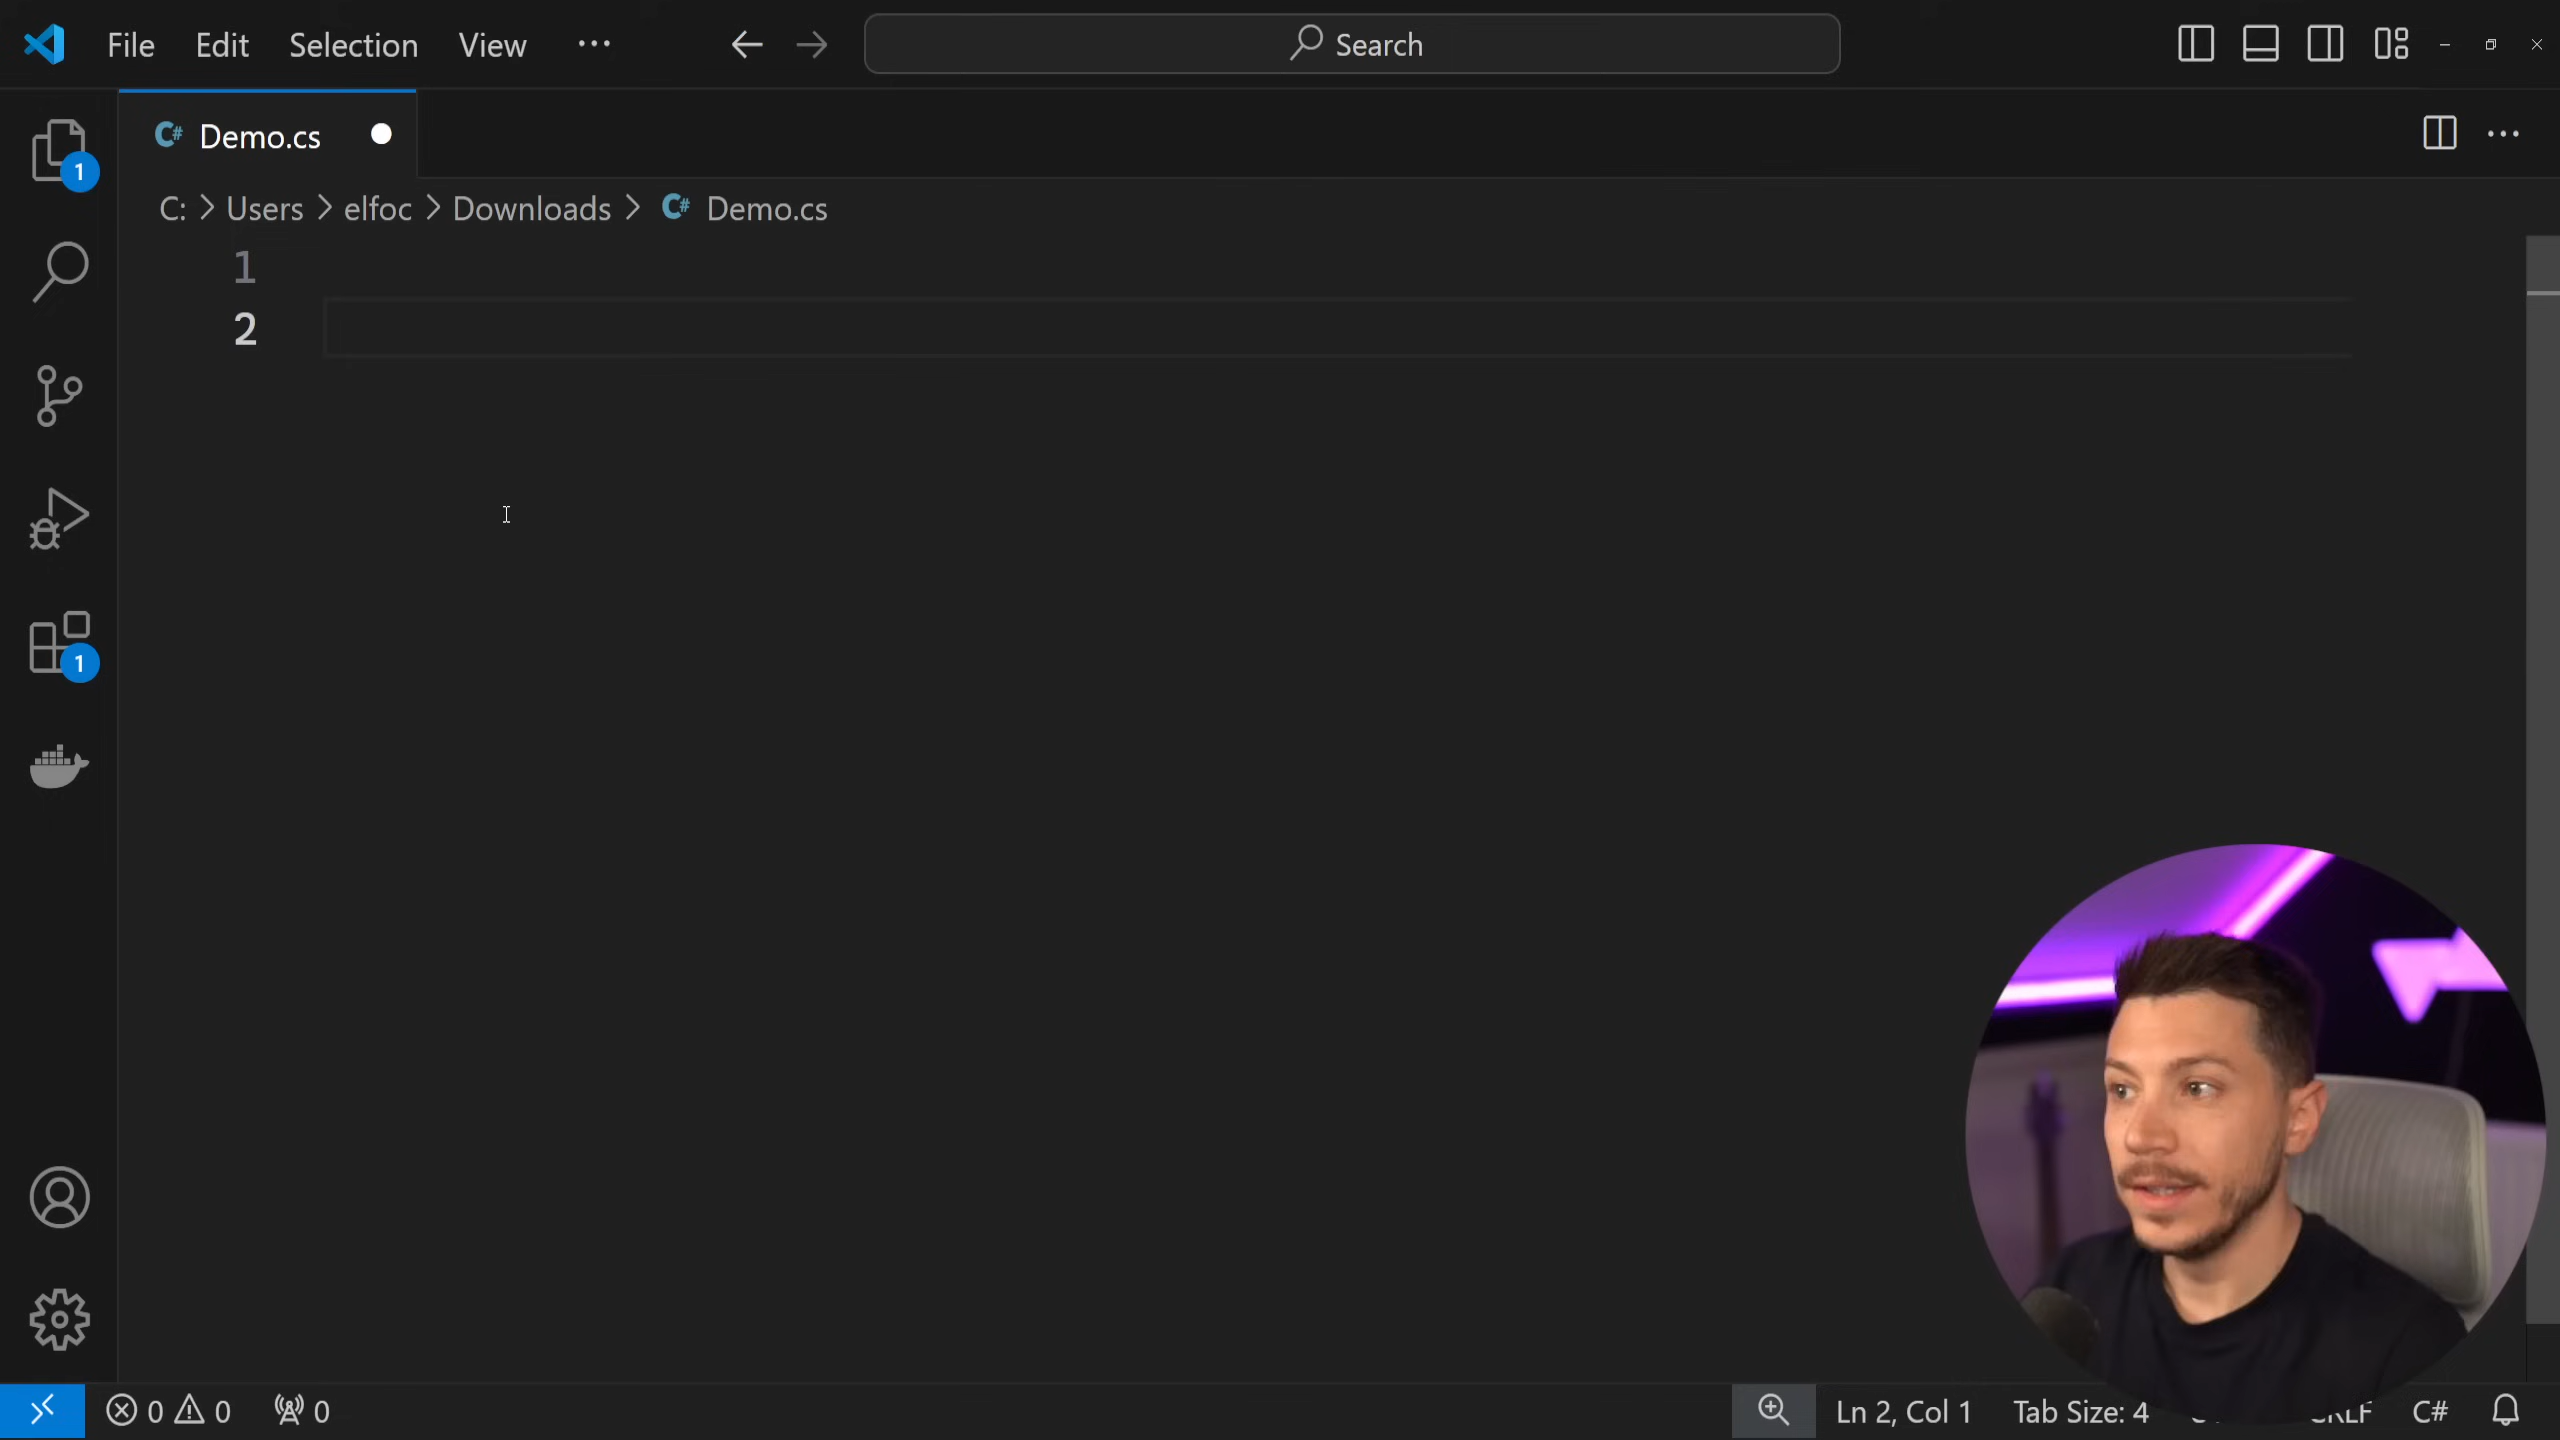 File Edit Selection View ... Search
C# Demo.cs
C: > Users > elfoc > Downloads > C# Demo.cs
1
2
1
1
0 0 0 Ln 2, Col 1 Tab Size: 4 CRLF C#